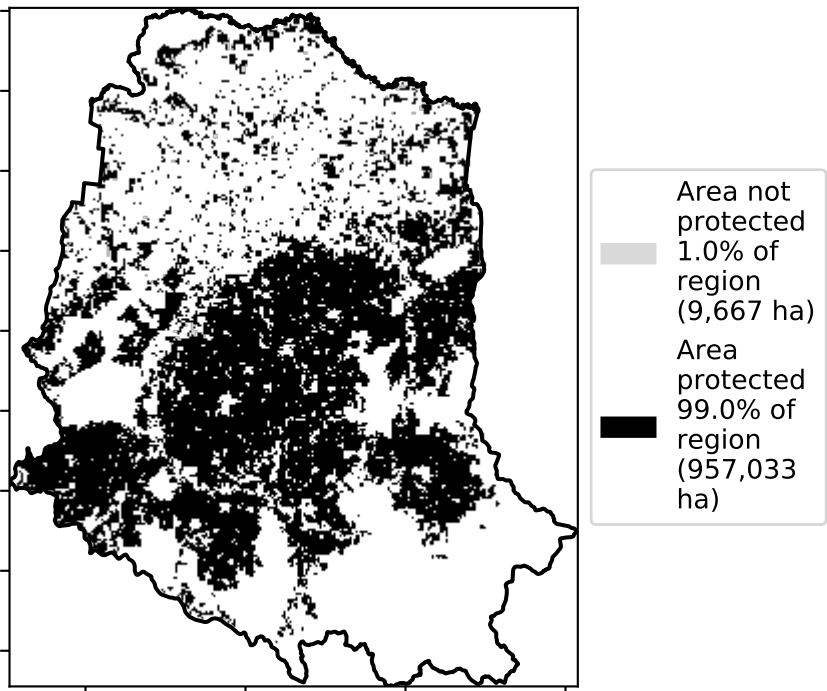 Area not
protected
1.0% of
region
(9,667 ha)
Area
protected
99.0% of
region
(957,033
ha)